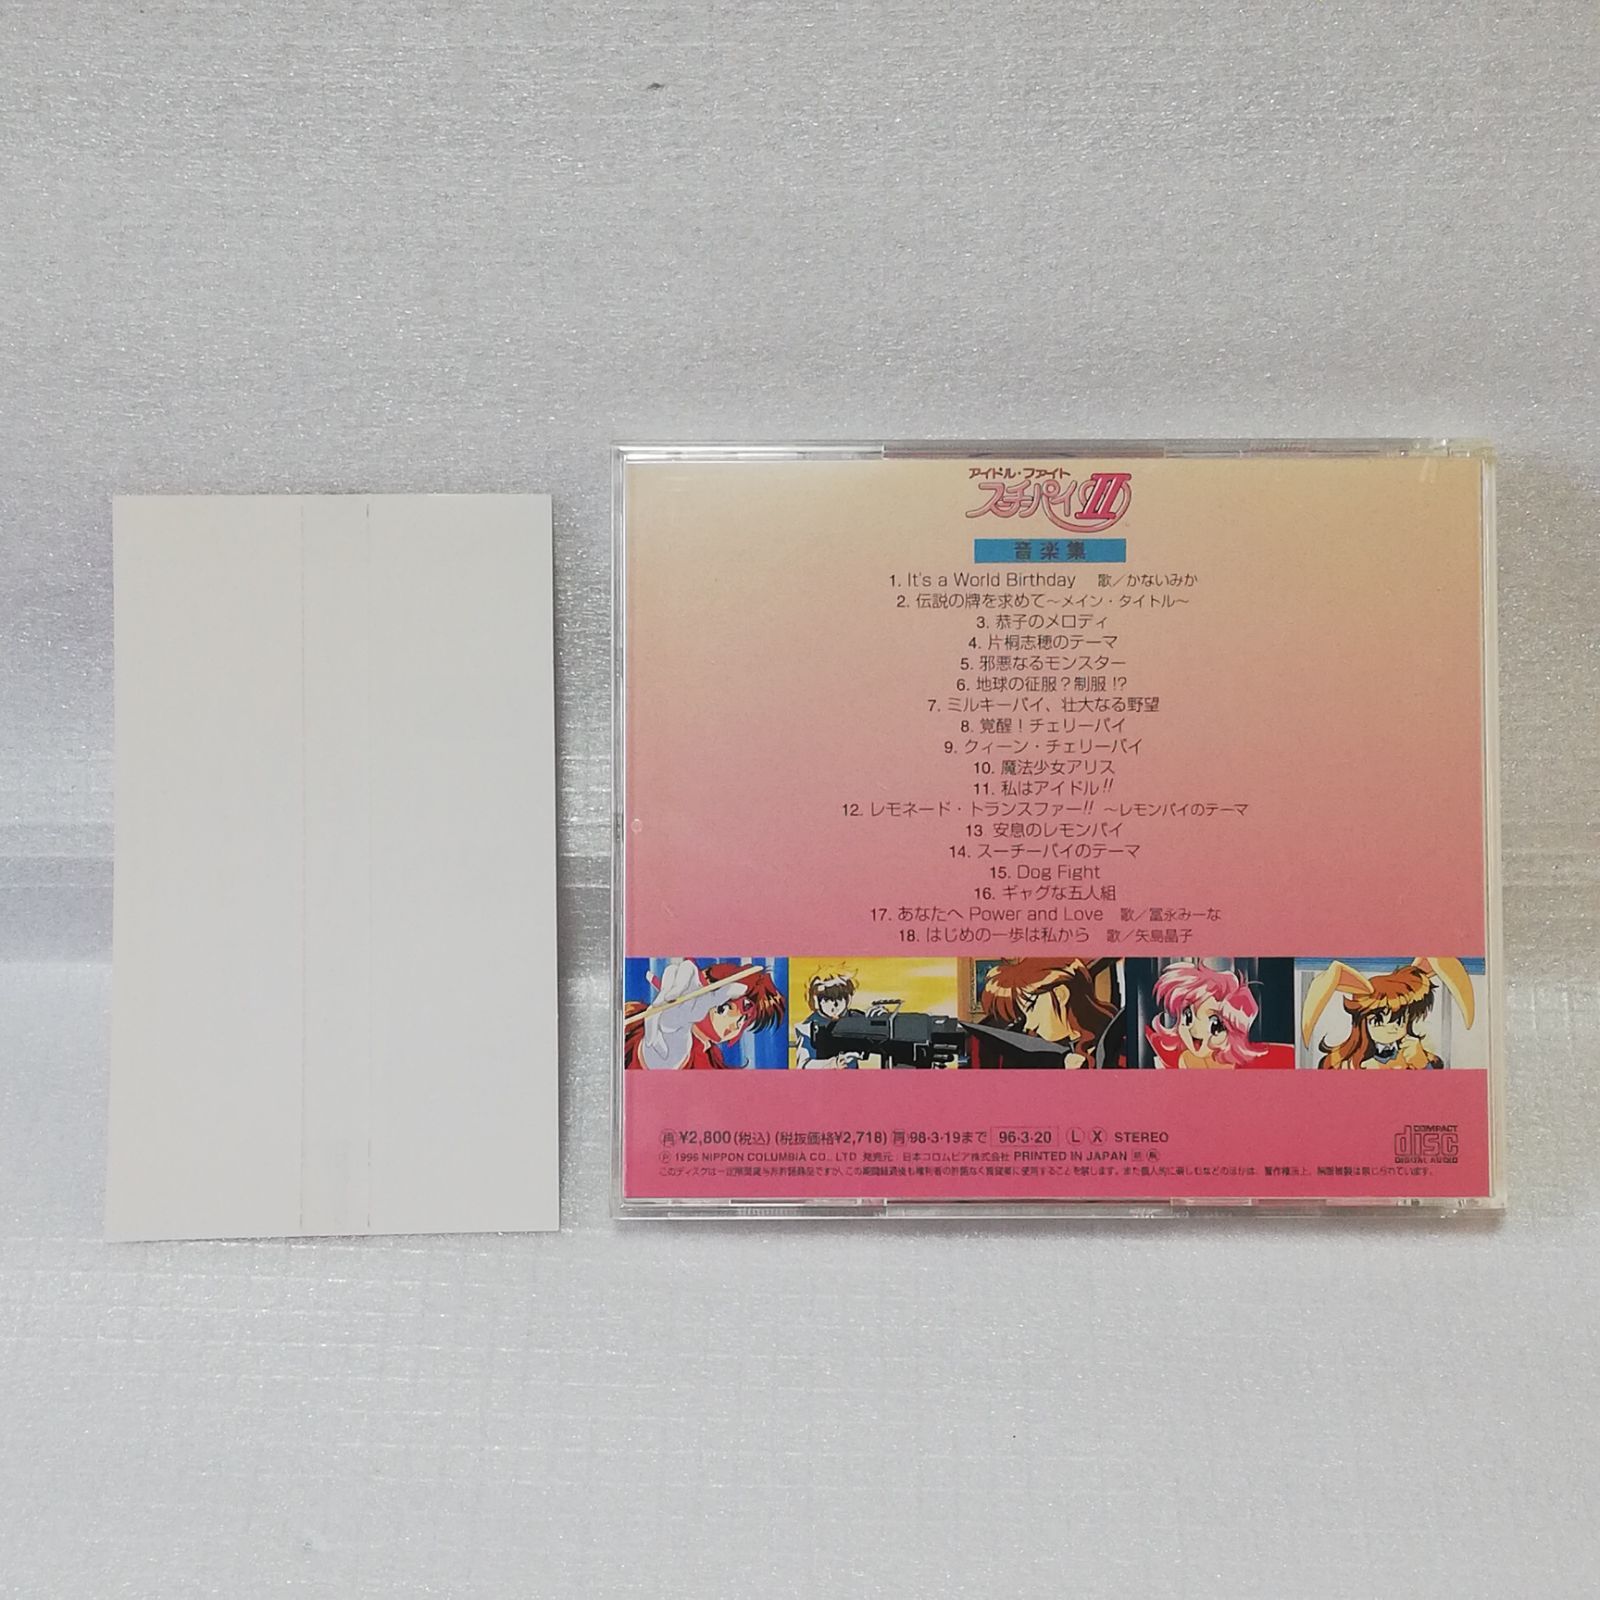 アイドル・ファイト
スーチーパイII
音楽集
1. It's a World Birthday 歌／かないみか
2. 伝説の牌を求めて～メイン・タイトル～
3. 恭子のメロディ
4. 片桐志穂のテーマ
5. 邪悪なるモンスター
6. 地球の征服？制服!?
7. ミルキーパイ、壮大なる野望
8. 覚醒！チェリーパイ
9. クィーン・チェリーパイ
10. 魔法少女アリス
11. 私はアイドル!!
12. レモネード・トランスファー!! ～レモンパイのテーマ
13. 安息のレモンパイ
14. スーチーパイのテーマ
15. Dog Fight
16. ギャグな五人組
17. あなたへ Power and Love 歌／冨永みーな
18. はじめの一歩は私から 歌／矢島晶子
再 ¥2,800(税込) (税抜価格¥2,718) 再 98・3・19まで 96・3・20 L X STEREO
Ⓟ 1996 NIPPON COLUMBIA CO., LTD 発売元：日本コロムビア株式会社 PRINTED IN JAPAN
COMPACT
disc
DIGITAL AUDIO